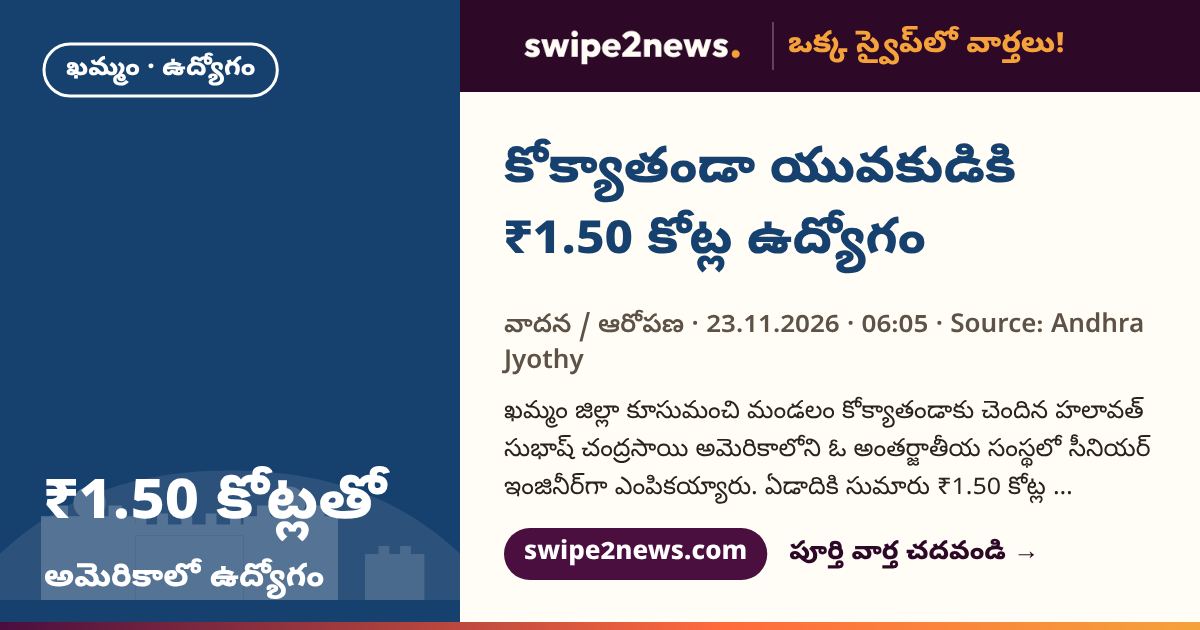 ఖమ్మం · ఉద్యోగం
₹1.50 కోట్లతో
అమెరికాలో ఉద్యోగం
swipe2news.
ఒక్క స్వైప్‌లో వార్తలు!
కోక్యాతండా యువకుడికి
₹1.50 కోట్ల ఉద్యోగం
వాదన / ఆరోపణ · 23.11.2026 · 06:05 · Source: Andhra
Jyothy
ఖమ్మం జిల్లా కూసుమంచి మండలం కోక్యాతండాకు చెందిన హలావత్
సుభాష్ చంద్రసాయి అమెరికాలోని ఓ అంతర్జాతీయ సంస్థలో సీనియర్
ఇంజినీర్‌గా ఎంపికయ్యారు. ఏడాదికి సుమారు ₹1.50 కోట్ల ...
swipe2news.com
పూర్తి వార్త చదవండి →